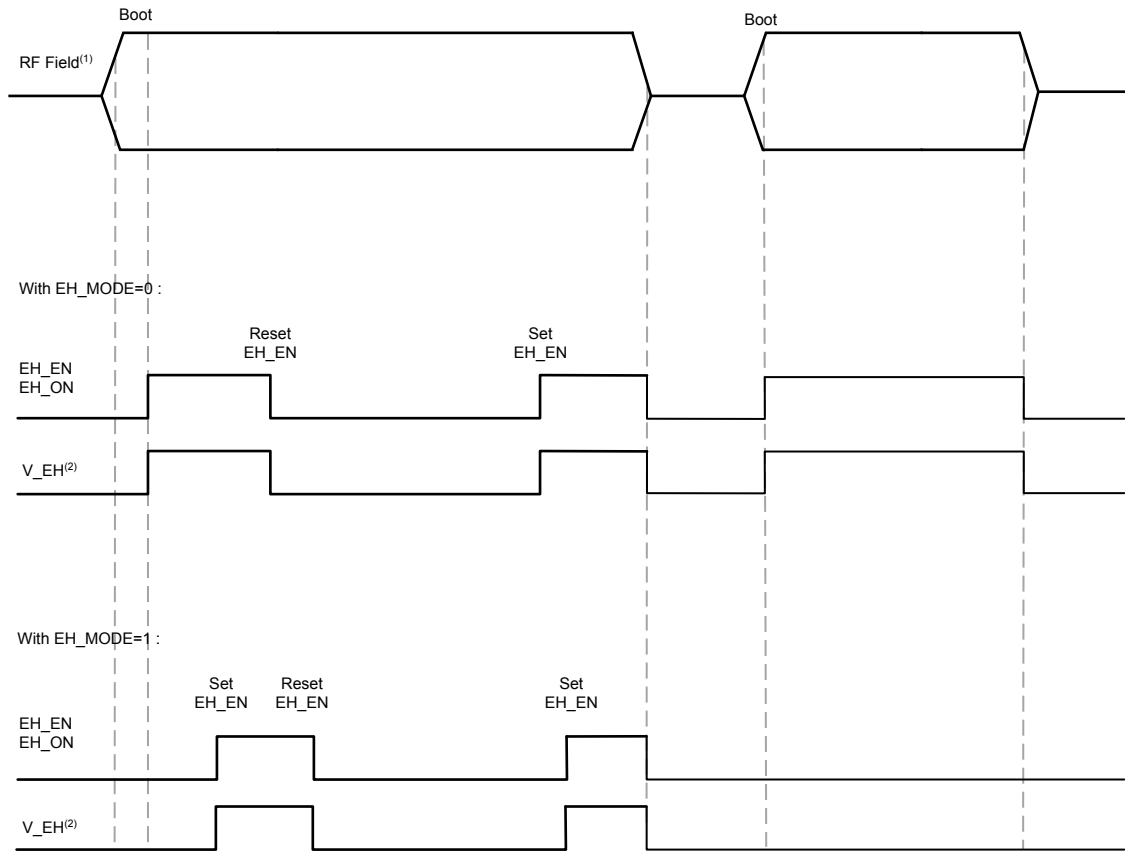 Boot
Boot
RF Field(1)
With EH_MODE=0 :
Reset
EH_EN
Set
EH_EN
EH_EN
EH_ON
V_EH(2)
With EH_MODE=1 :
Set
EH_EN
Reset
EH_EN
Set
EH_EN
EH_EN
EH_ON
V_EH(2)